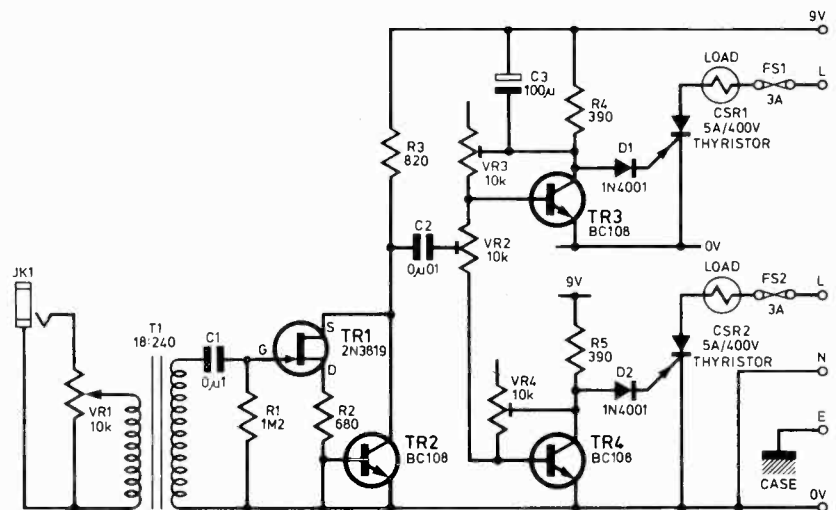 9V
LOAD
FS1
L
3A
C3
100µ
R4
390
CSR1
5A/400V
THYRISTOR
R3
820
VR3
10k
D1
1N4001
TR3
BC108
C2
0µ01
VR2
10k
0V
JK1
9V
LOAD
FS2
L
3A
T1
18:240
C1
0µ1
S
TR1
2N3819
G
D
R5
390
CSR2
5A/400V
THYRISTOR
N
VR4
10k
D2
1N4001
VR1
10k
R1
1M2
R2
680
TR2
BC108
TR4
BC108
E
CASE
0V